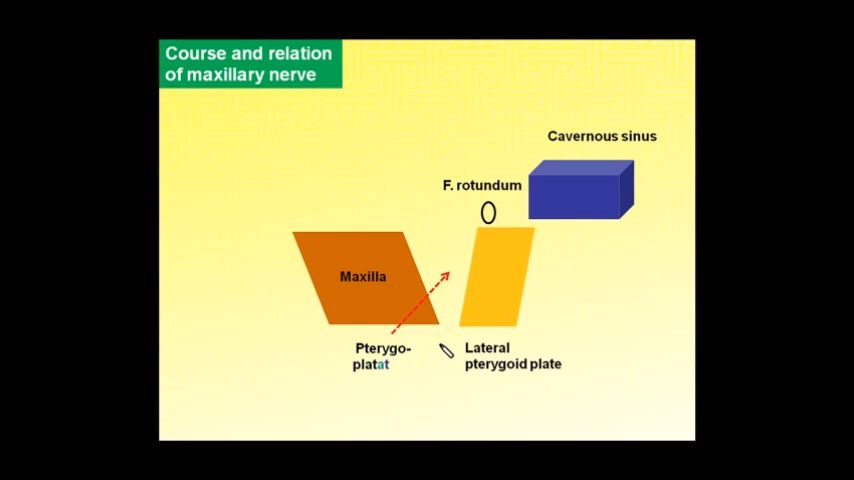 Course and relation
of maxillary nerve
Cavernous sinus
F. rotundum
Maxilla
Pterygo-
platat
Lateral
pterygoid plate